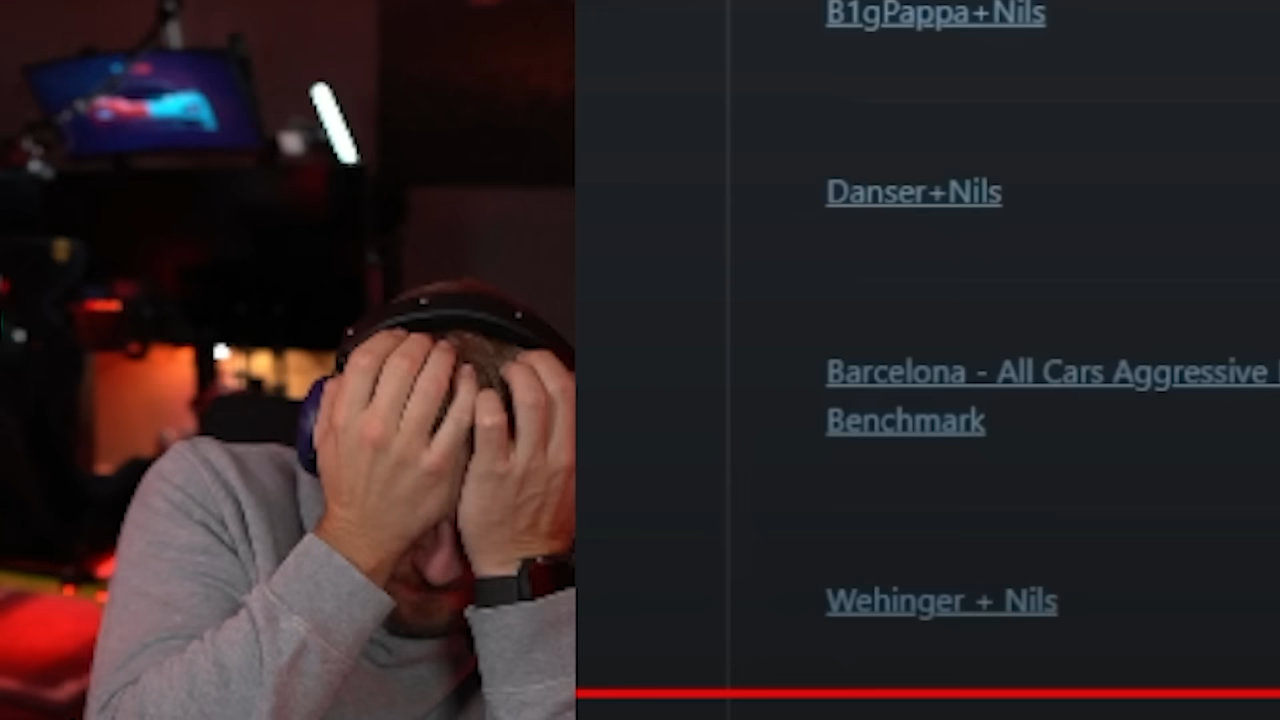 B1gPappa+Nils
Danser+Nils
Barcelona - All Cars Aggressive
Benchmark
Wehinger + Nils